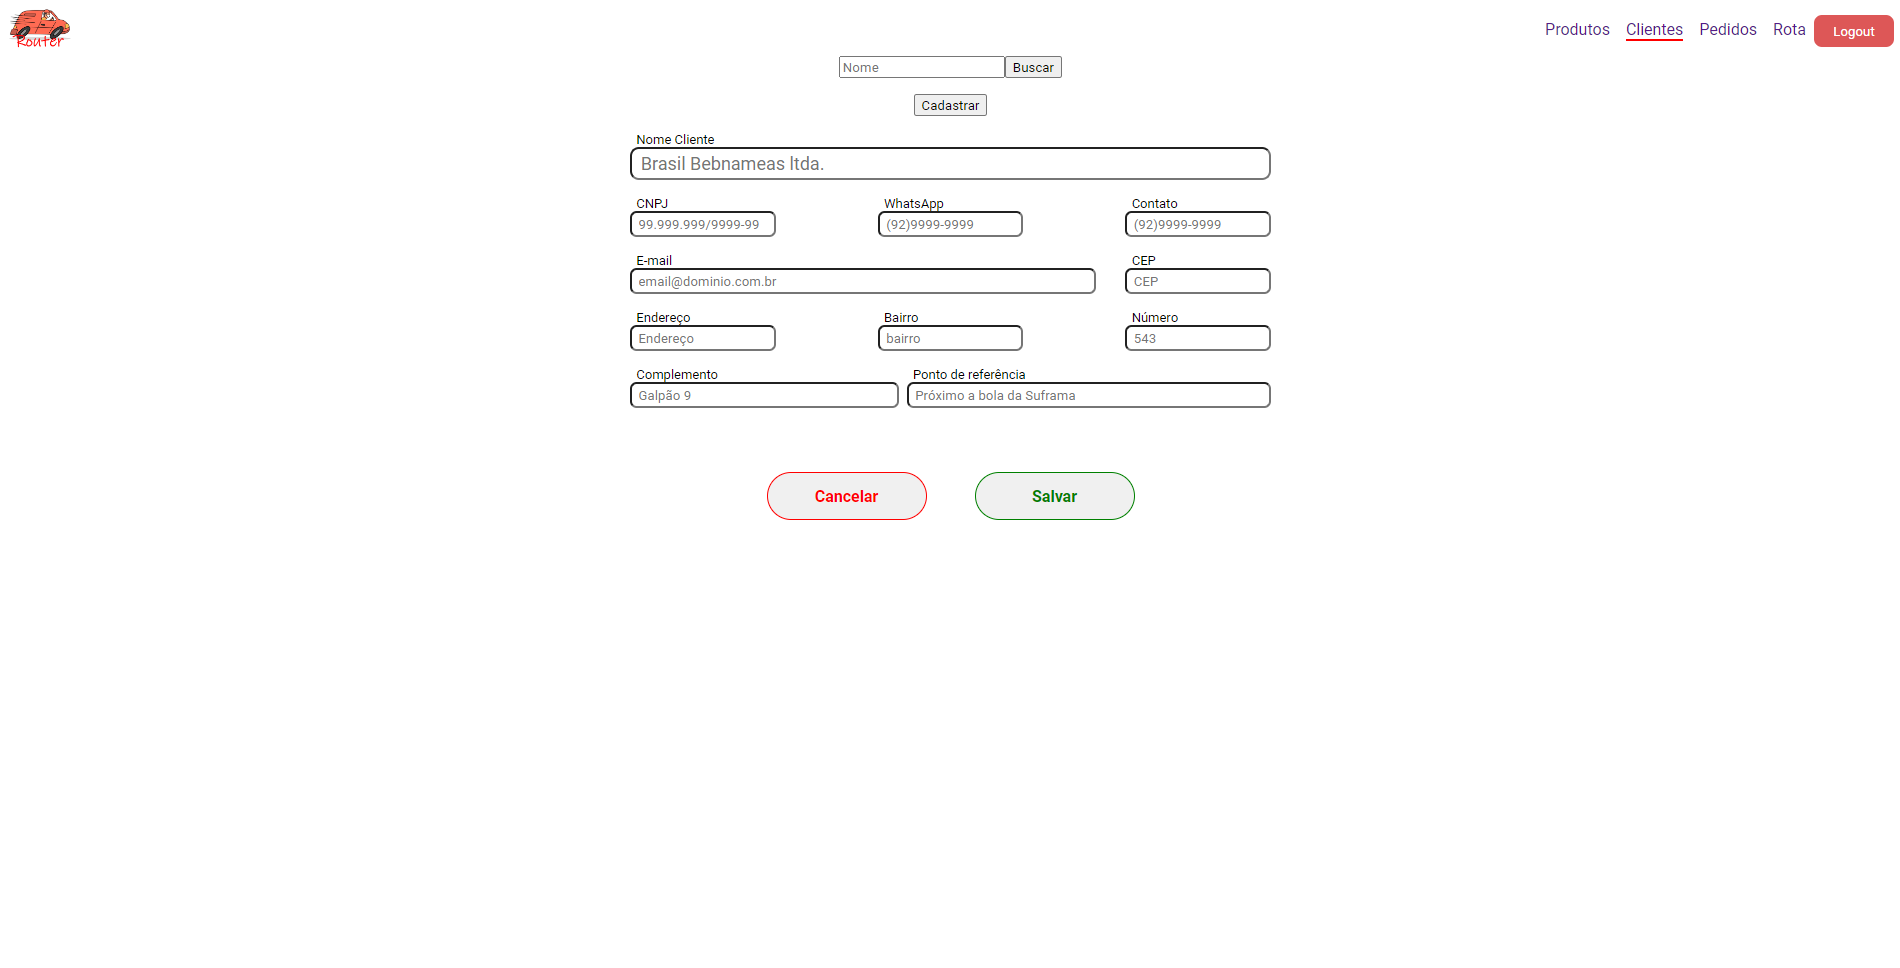 Router
Produtos Clientes Pedidos Rota Logout
Nome Buscar
Cadastrar
Nome Cliente
Brasil Bebnameas ltda.
CNPJ WhatsApp Contato
99.999.999/9999-99 (92)9999-9999 (92)9999-9999
E-mail CEP
email@dominio.com.br CEP
Endereço Bairro Número
Endereço bairro 543
Complemento Ponto de referência
Galpão 9 Próximo a bola da Suframa
Cancelar Salvar